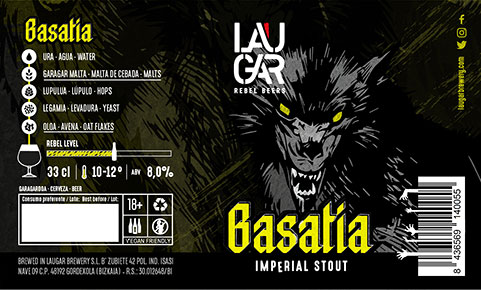 Basatia
URA - AGUA - WATER
GARAGAR MALTA - MALTA DE CEBADA - MALTS
LUPULUA - LÚPULO - HOPS
LEGAMIA - LEVADURA - YEAST
OLOA - AVENA - OAT FLAKES
REBEL LEVEL
33 cl 10-12º ABV 8,0%
GARAGARDOA - CERVEZA - BEER
Consumo preferente / Lote: Best before / Lot:
18+
VEGAN FRIENDLY
BREWED IN LAUGAR BREWERY S.L. Bº ZUBIETE 42 POL. IND. ISASI
NAVE 09 C.P. 48192 GORDEXOLA (BIZKAIA) - R.S.: 30.012648/BI
LAUGAR
REBEL BEERS
Basatia
IMPERIAL STOUT
laugarbrewery.com
8 436569 140055